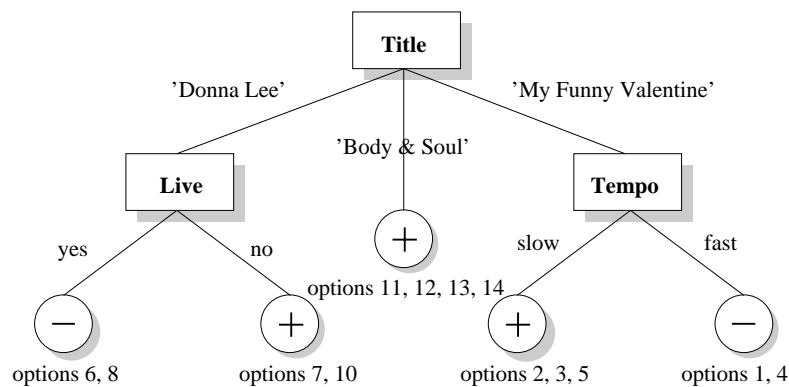 Title
’Donna Lee’
’My Funny Valentine’
’Body & Soul’
Live
Tempo
yes
no
slow
fast
+
options 11, 12, 13, 14
−
+
+
−
options 6, 8
options 7, 10
options 2, 3, 5
options 1, 4